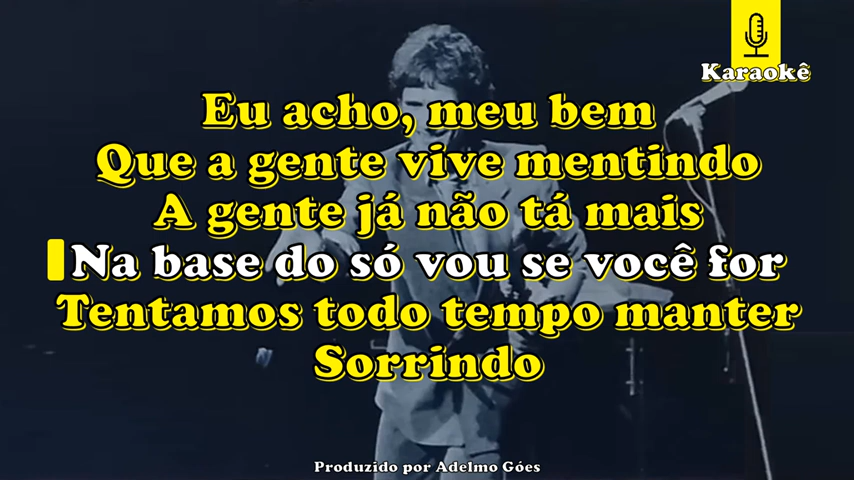 Karaokê
Eu acho, meu bem
Que a gente vive mentindo
A gente já não tá mais
Na base do só vou se você for
Tentamos todo tempo manter
Sorrindo
Produzido por Adelmo Góes